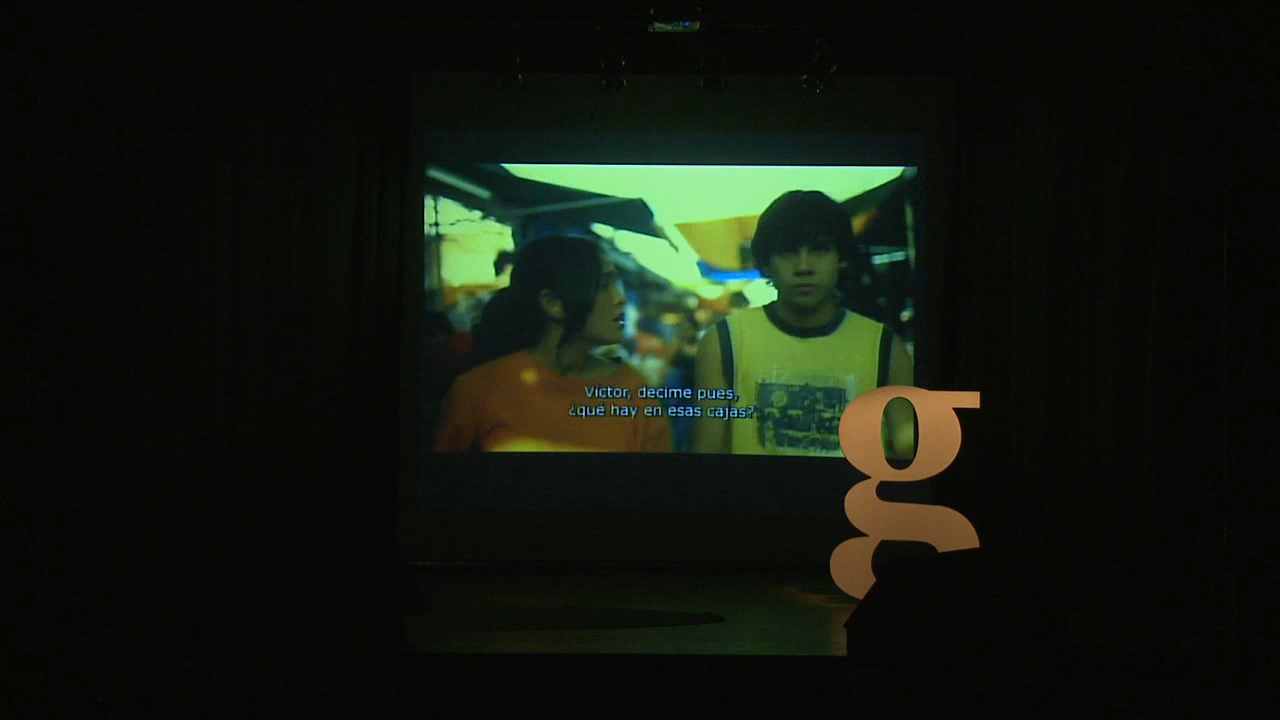 Víctor, decime pues,
¿qué hay en esas cajas?
g